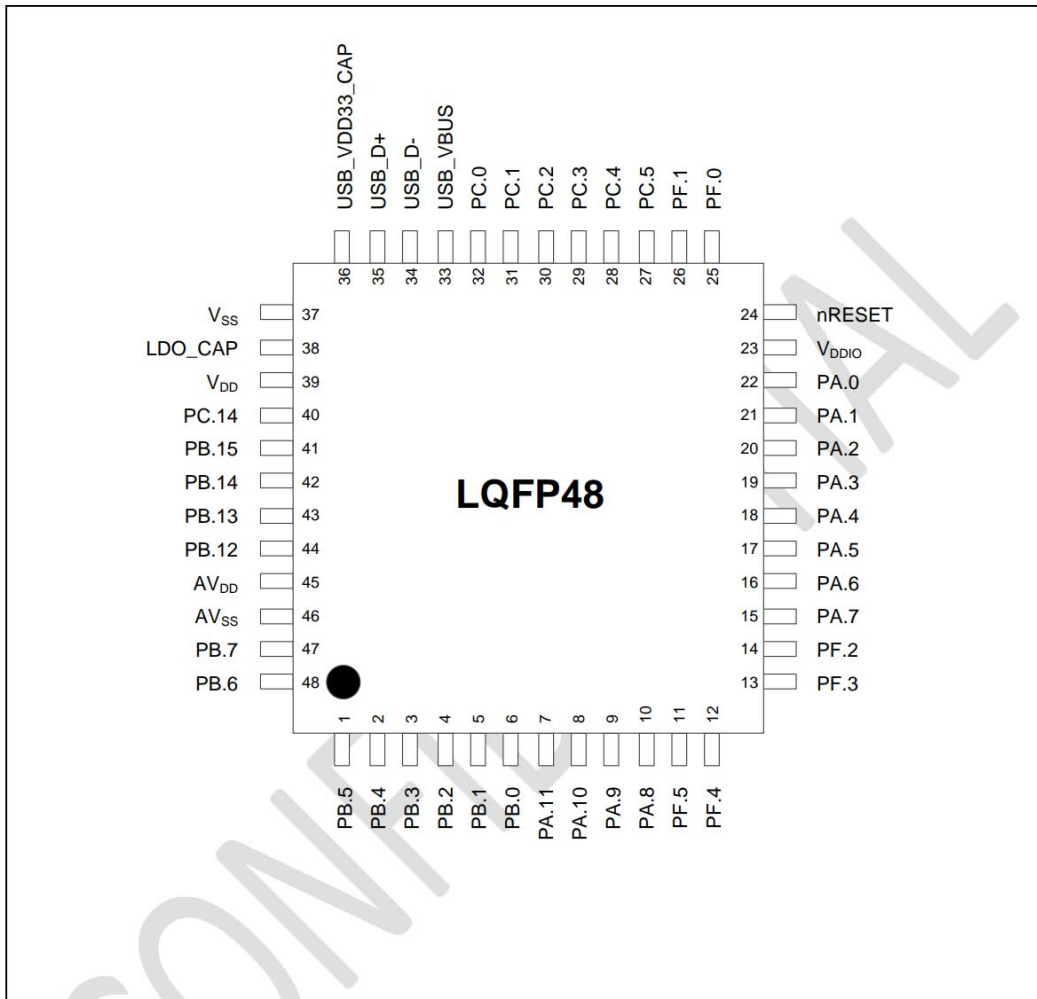 USB_VDD33_CAP
USB_D+
USB_D-
USB_VBUS
PC.0
PC.1
PC.2
PC.3
PC.4
PC.5
PF.1
PF.0
36
35
34
33
32
31
30
29
28
27
26
25
VSS 37
LDO_CAP 38
VDD 39
PC.14 40
PB.15 41
PB.14 42
PB.13 43
PB.12 44
AVDD 45
AVSS 46
PB.7 47
PB.6 48
LQFP48
24 nRESET
23 VDDIO
22 PA.0
21 PA.1
20 PA.2
19 PA.3
18 PA.4
17 PA.5
16 PA.6
15 PA.7
14 PF.2
13 PF.3
1
2
3
4
5
6
7
8
9
10
11
12
PB.5
PB.4
PB.3
PB.2
PB.1
PB.0
PA.11
PA.10
PA.9
PA.8
PF.5
PF.4